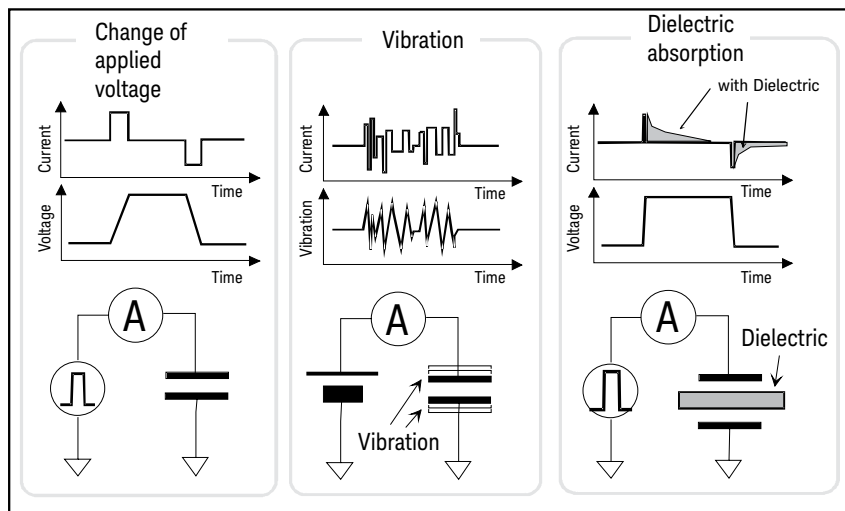 Change of
applied
voltage
Current
Time
Voltage
Time
A
Vibration
Current
Time
Vibration
Time
A
Vibration
Dielectric
absorption
with Dielectric
Current
Time
Voltage
Time
A
Dielectric